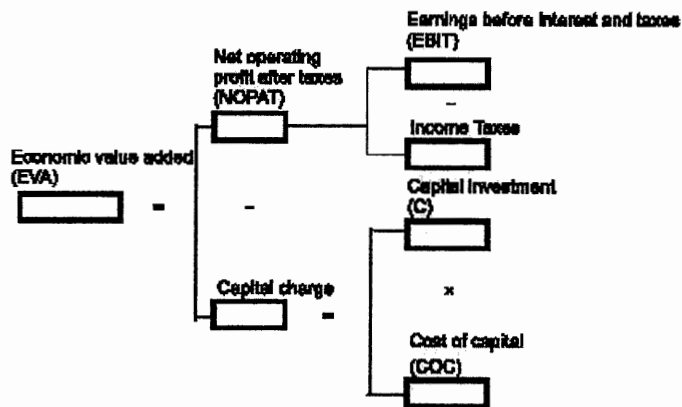 Earnings before interest and taxes
(EBIT)
Net operating
profit after taxes
(NOPAT)
-
Income Taxes
Economic value added
(EVA)
=
-
Capital investment
(C)
Capital charge
=
×
Cost of capital
(COC)